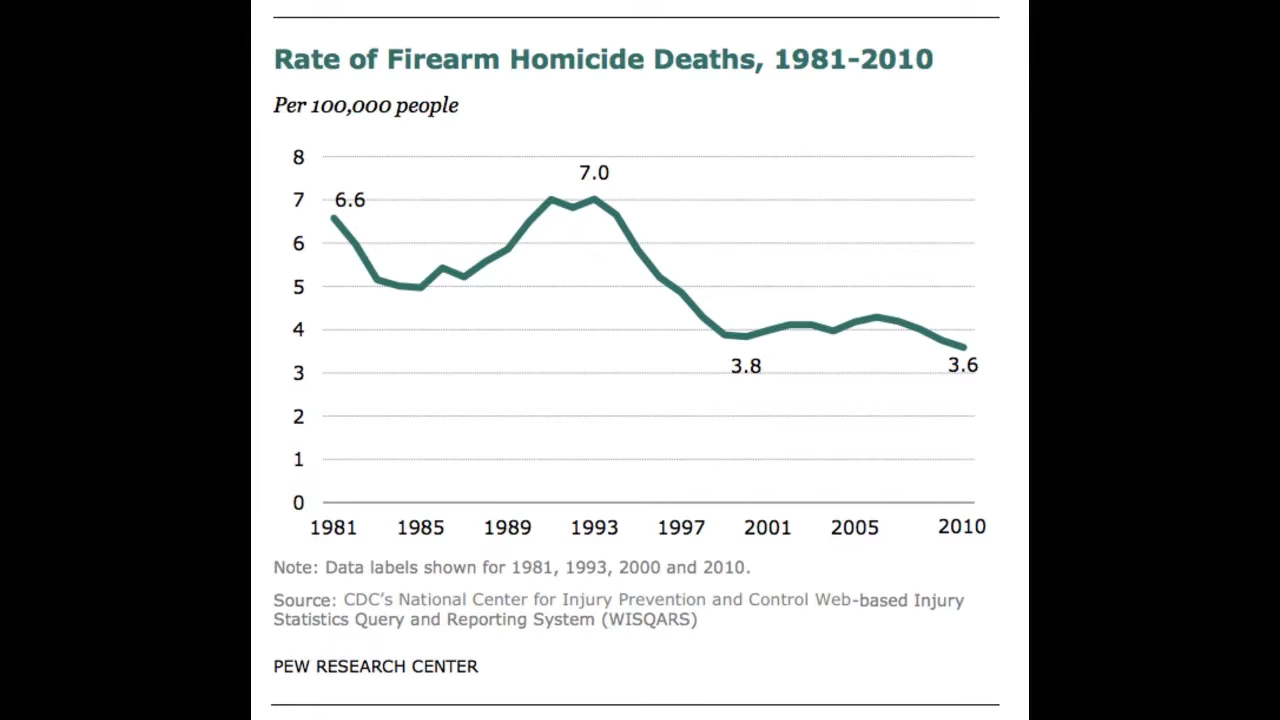 Rate of Firearm Homicide Deaths, 1981-2010
Per 100,000 people
8
7.0
7
6.6
6
5
4
3.8
3.6
3
2
1
0
1981 1985 1989 1993 1997 2001 2005 2010
Note: Data labels shown for 1981, 1993, 2000 and 2010.
Source: CDC’s National Center for Injury Prevention and Control Web-based Injury
Statistics Query and Reporting System (WISQARS)
PEW RESEARCH CENTER